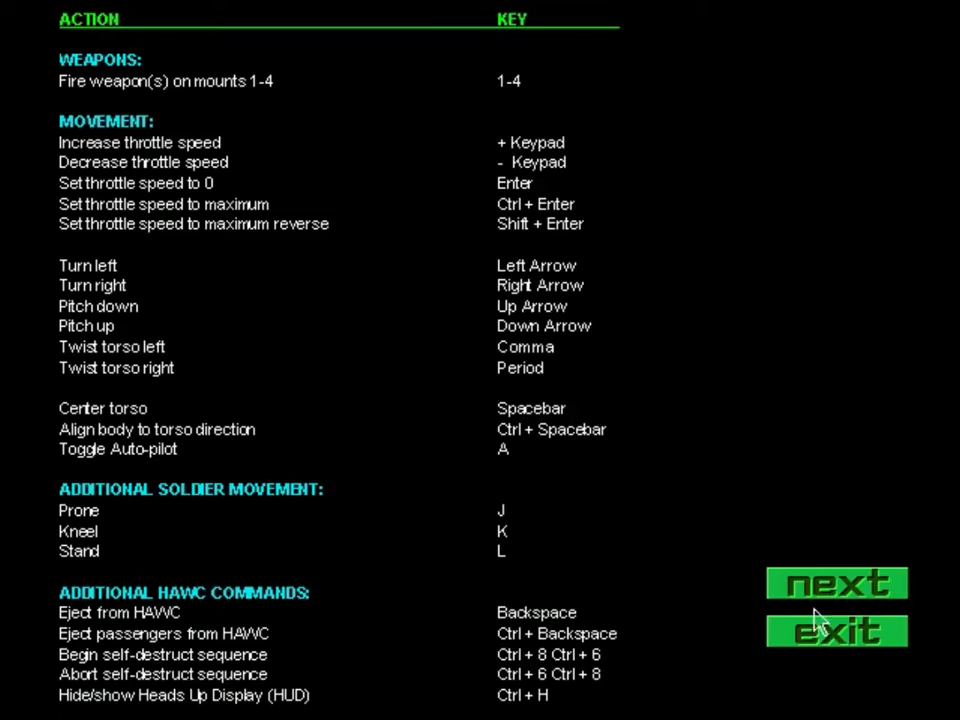 ACTION KEY
WEAPONS:
Fire weapon(s) on mounts 1-4 1-4
MOVEMENT:
Increase throttle speed + Keypad
Decrease throttle speed - Keypad
Set throttle speed to 0 Enter
Set throttle speed to maximum Ctrl + Enter
Set throttle speed to maximum reverse Shift + Enter
Turn left Left Arrow
Turn right Right Arrow
Pitch down Up Arrow
Pitch up Down Arrow
Twist torso left Comma
Twist torso right Period
Center torso Spacebar
Align body to torso direction Ctrl + Spacebar
Toggle Auto-pilot A
ADDITIONAL SOLDIER MOVEMENT:
Prone J
Kneel K
Stand L
ADDITIONAL HAWC COMMANDS:
Eject from HAWC Backspace
Eject passengers from HAWC Ctrl + Backspace
Begin self-destruct sequence Ctrl + 8 Ctrl + 6
Abort self-destruct sequence Ctrl + 6 Ctrl + 8
Hide/show Heads Up Display (HUD) Ctrl + H
next
exit